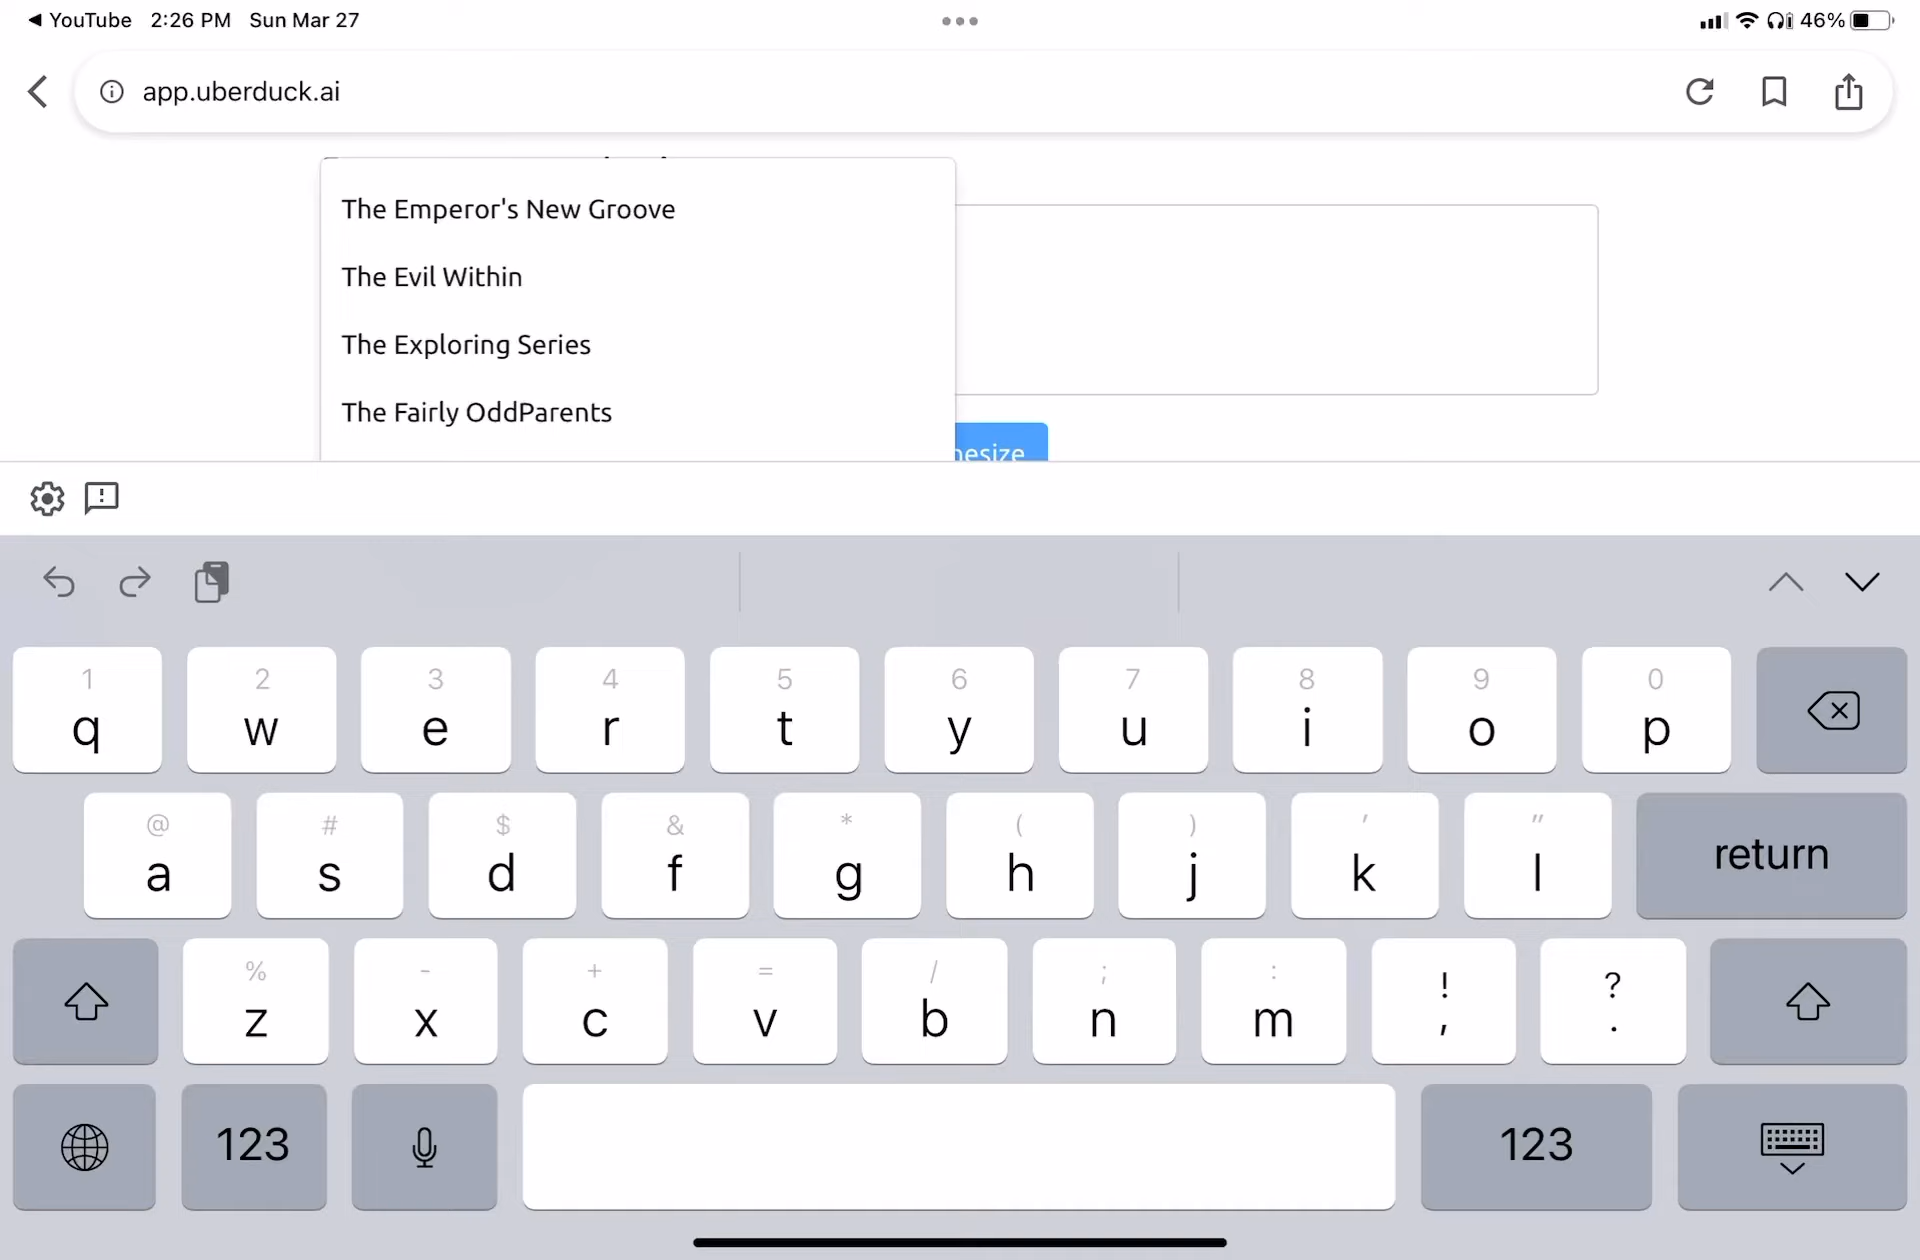 ◀ YouTube 2:26 PM Sun Mar 27
46%
app.uberduck.ai
The Emperor's New Groove
The Evil Within
The Exploring Series
The Fairly OddParents
hesize
1 2 3 4 5 6 7 8 9 0
q w e r t y u i o p
@ # $ & * ( ) ' "
a s d f g h j k l return
% - + = / ; : ! ?
z x c v b n m , .
123 123